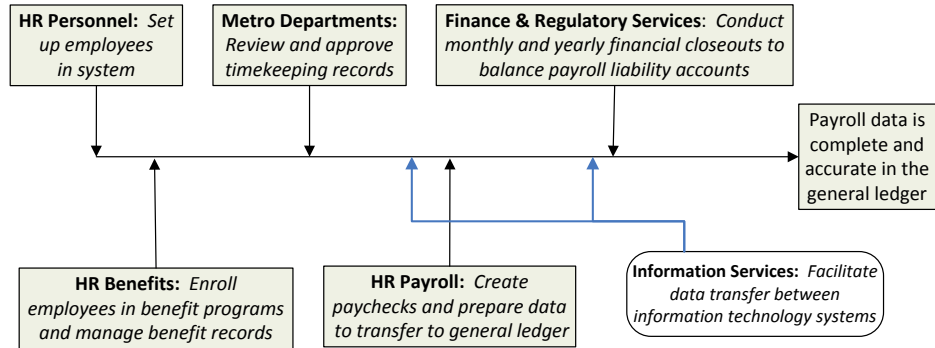 HR Personnel: Set
up employees
in system
Metro Departments:
Review and approve
timekeeping records
Finance & Regulatory Services: Conduct
monthly and yearly financial closeouts to
balance payroll liability accounts
Payroll data is
complete and
accurate in the
general ledger
HR Benefits: Enroll
employees in benefit programs
and manage benefit records
HR Payroll: Create
paychecks and prepare data
to transfer to general ledger
Information Services: Facilitate
data transfer between
information technology systems